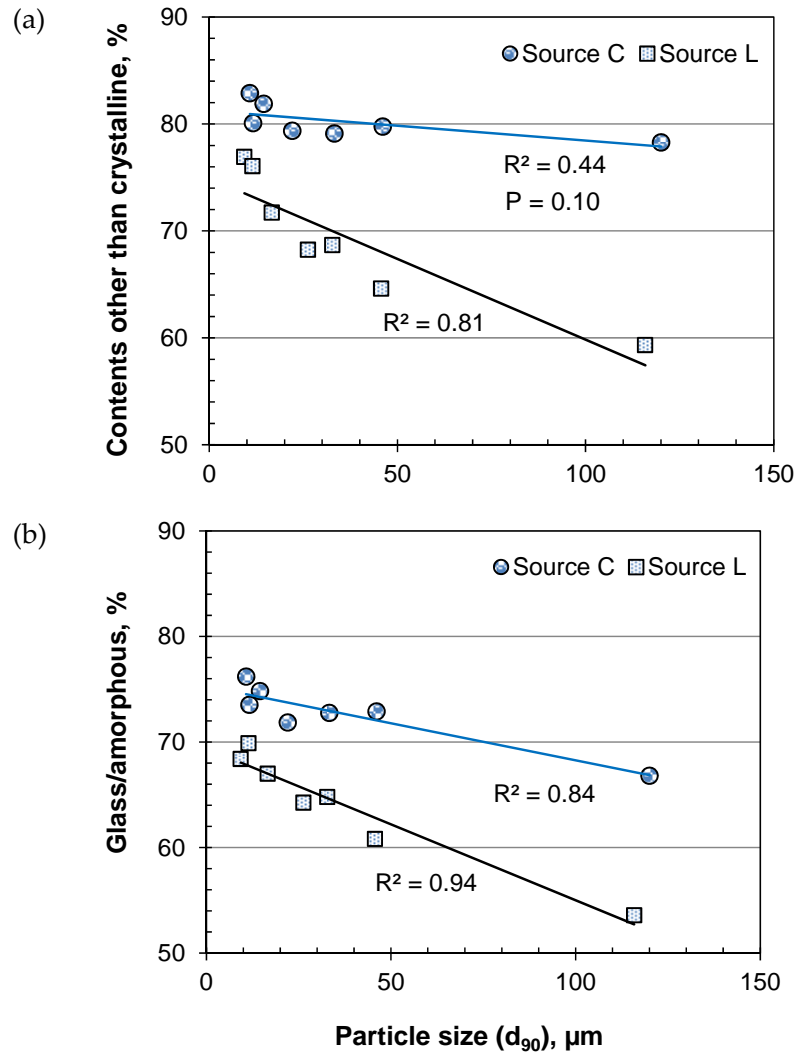 (a)
Contents other than crystalline, %
90
80
70
60
50
Source C Source L
R² = 0.44
P = 0.10
R² = 0.81
0 50 100 150
(b)
Glass/amorphous, %
90
80
70
60
50
Source C Source L
R² = 0.84
R² = 0.94
0 50 100 150
Particle size (d₉₀), µm